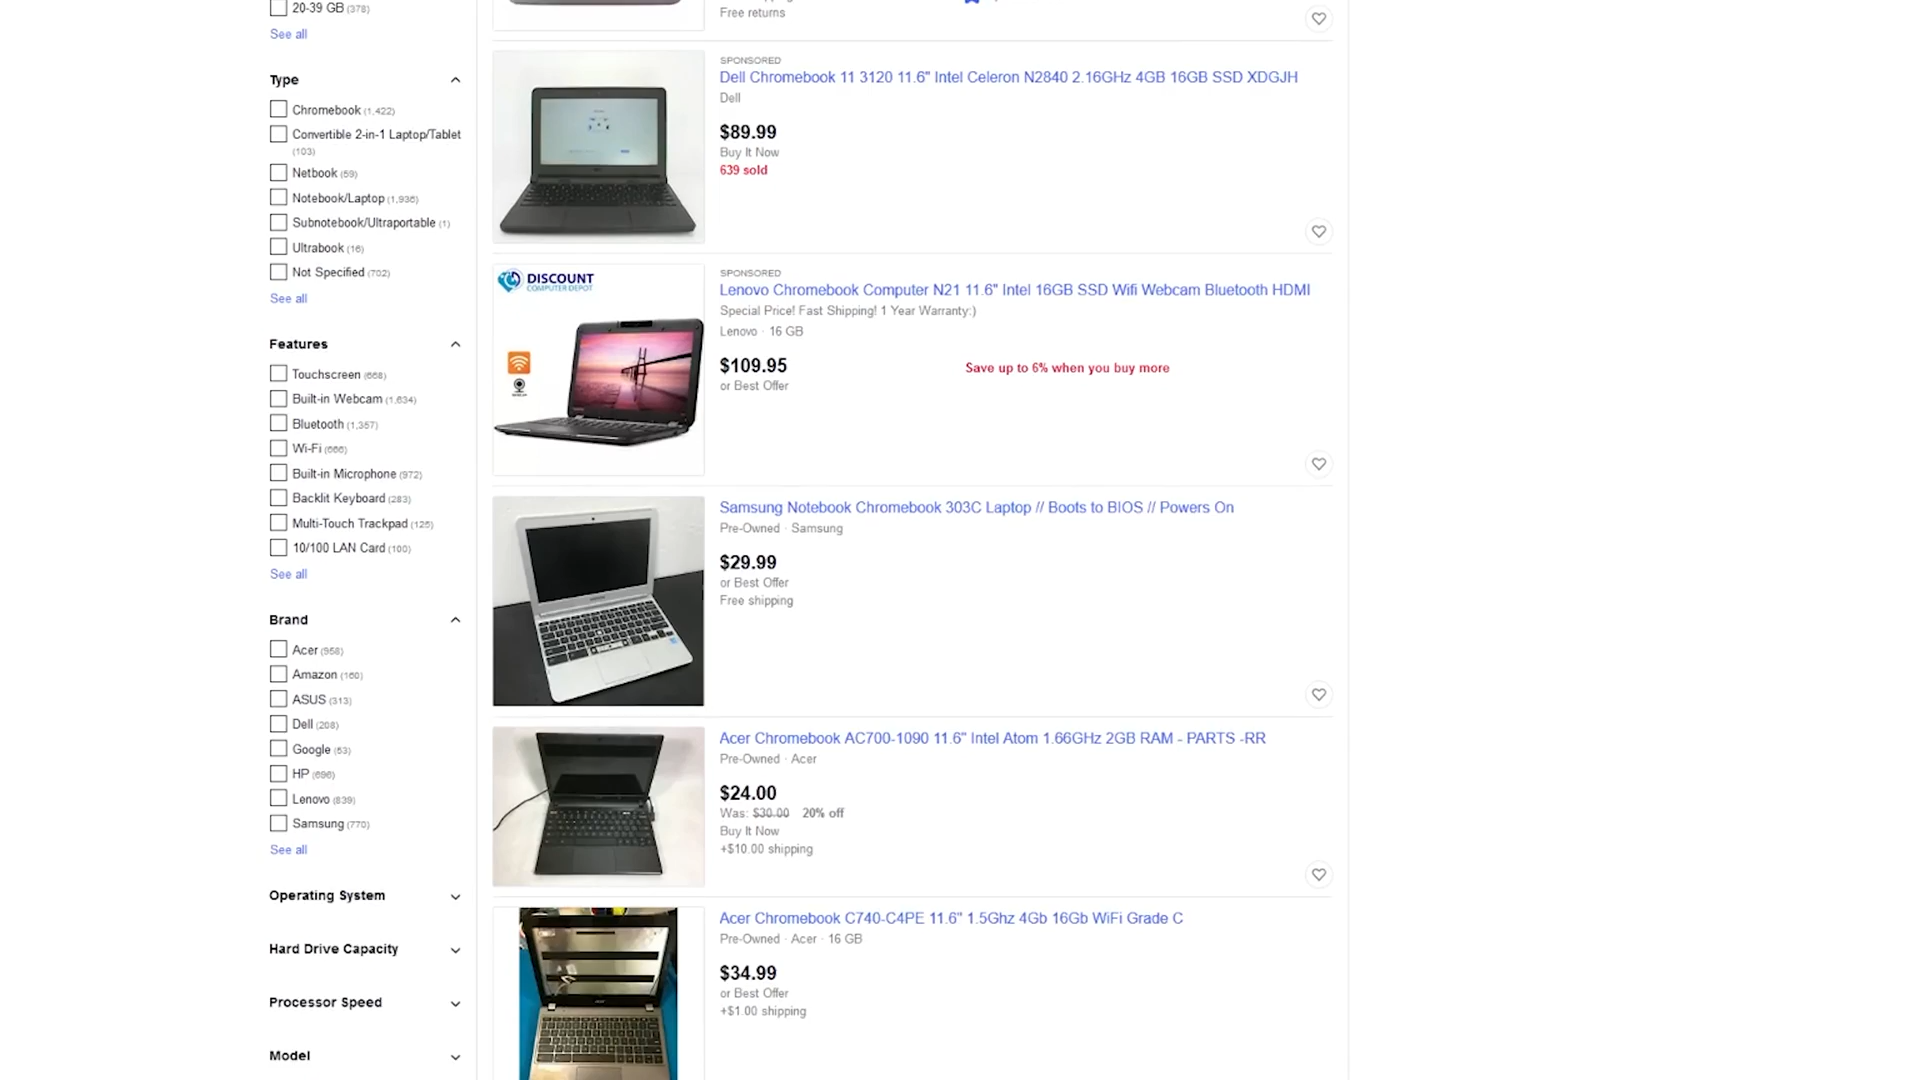 20-39 GB (378)
See all
Type
Chromebook (1,422)
Convertible 2-in-1 Laptop/Tablet
(103)
Netbook (59)
Notebook/Laptop (1,936)
Subnotebook/Ultraportable (1)
Ultrabook (16)
Not Specified (702)
See all
Features
Touchscreen (668)
Built-in Webcam (1,634)
Bluetooth (1,357)
Wi-Fi (666)
Built-in Microphone (972)
Backlit Keyboard (283)
Multi-Touch Trackpad (125)
10/100 LAN Card (100)
See all
Brand
Acer (958)
Amazon (160)
ASUS (313)
Dell (268)
Google (53)
HP (696)
Lenovo (839)
Samsung (770)
See all
Operating System
Hard Drive Capacity
Processor Speed
Model
Free returns
SPONSORED
Dell Chromebook 11 3120 11.6" Intel Celeron N2840 2.16GHz 4GB 16GB SSD XDGJH
Dell
$89.99
Buy It Now
639 sold
DISCOUNT
COMPUTER DEPOT
SPONSORED
Lenovo Chromebook Computer N21 11.6" Intel 16GB SSD Wifi Webcam Bluetooth HDMI
Special Price! Fast Shipping! 1 Year Warranty:)
Lenovo · 16 GB
$109.95
Save up to 6% when you buy more
or Best Offer
Samsung Notebook Chromebook 303C Laptop // Boots to BIOS // Powers On
Pre-Owned · Samsung
$29.99
or Best Offer
Free shipping
Acer Chromebook AC700-1090 11.6" Intel Atom 1.66GHz 2GB RAM - PARTS -RR
Pre-Owned · Acer
$24.00
Was: $30.00 20% off
Buy It Now
+$10.00 shipping
Acer Chromebook C740-C4PE 11.6" 1.5Ghz 4Gb 16Gb WiFi Grade C
Pre-Owned · Acer · 16 GB
$34.99
or Best Offer
+$1.00 shipping